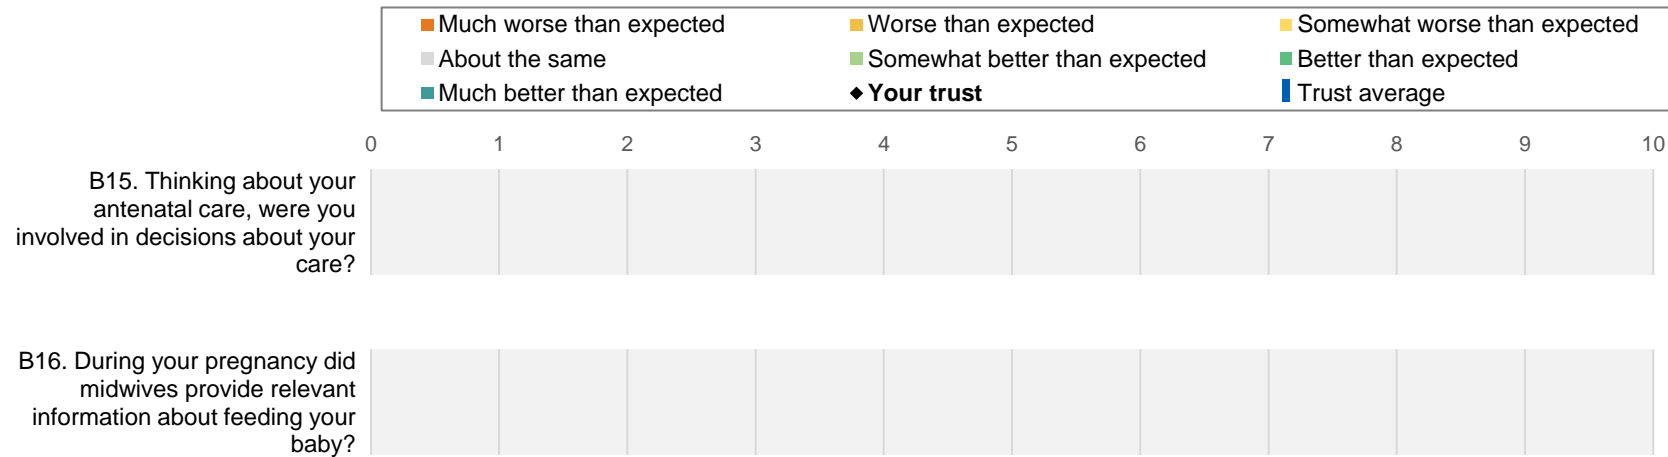 Much worse than expected Worse than expected Somewhat worse than expected
About the same Somewhat better than expected Better than expected
Much better than expected Your trust Trust average
0 1 2 3 4 5 6 7 8 9 10
B15. Thinking about your
antenatal care, were you
involved in decisions about your
care?
B16. During your pregnancy did
midwives provide relevant
information about feeding your
baby?